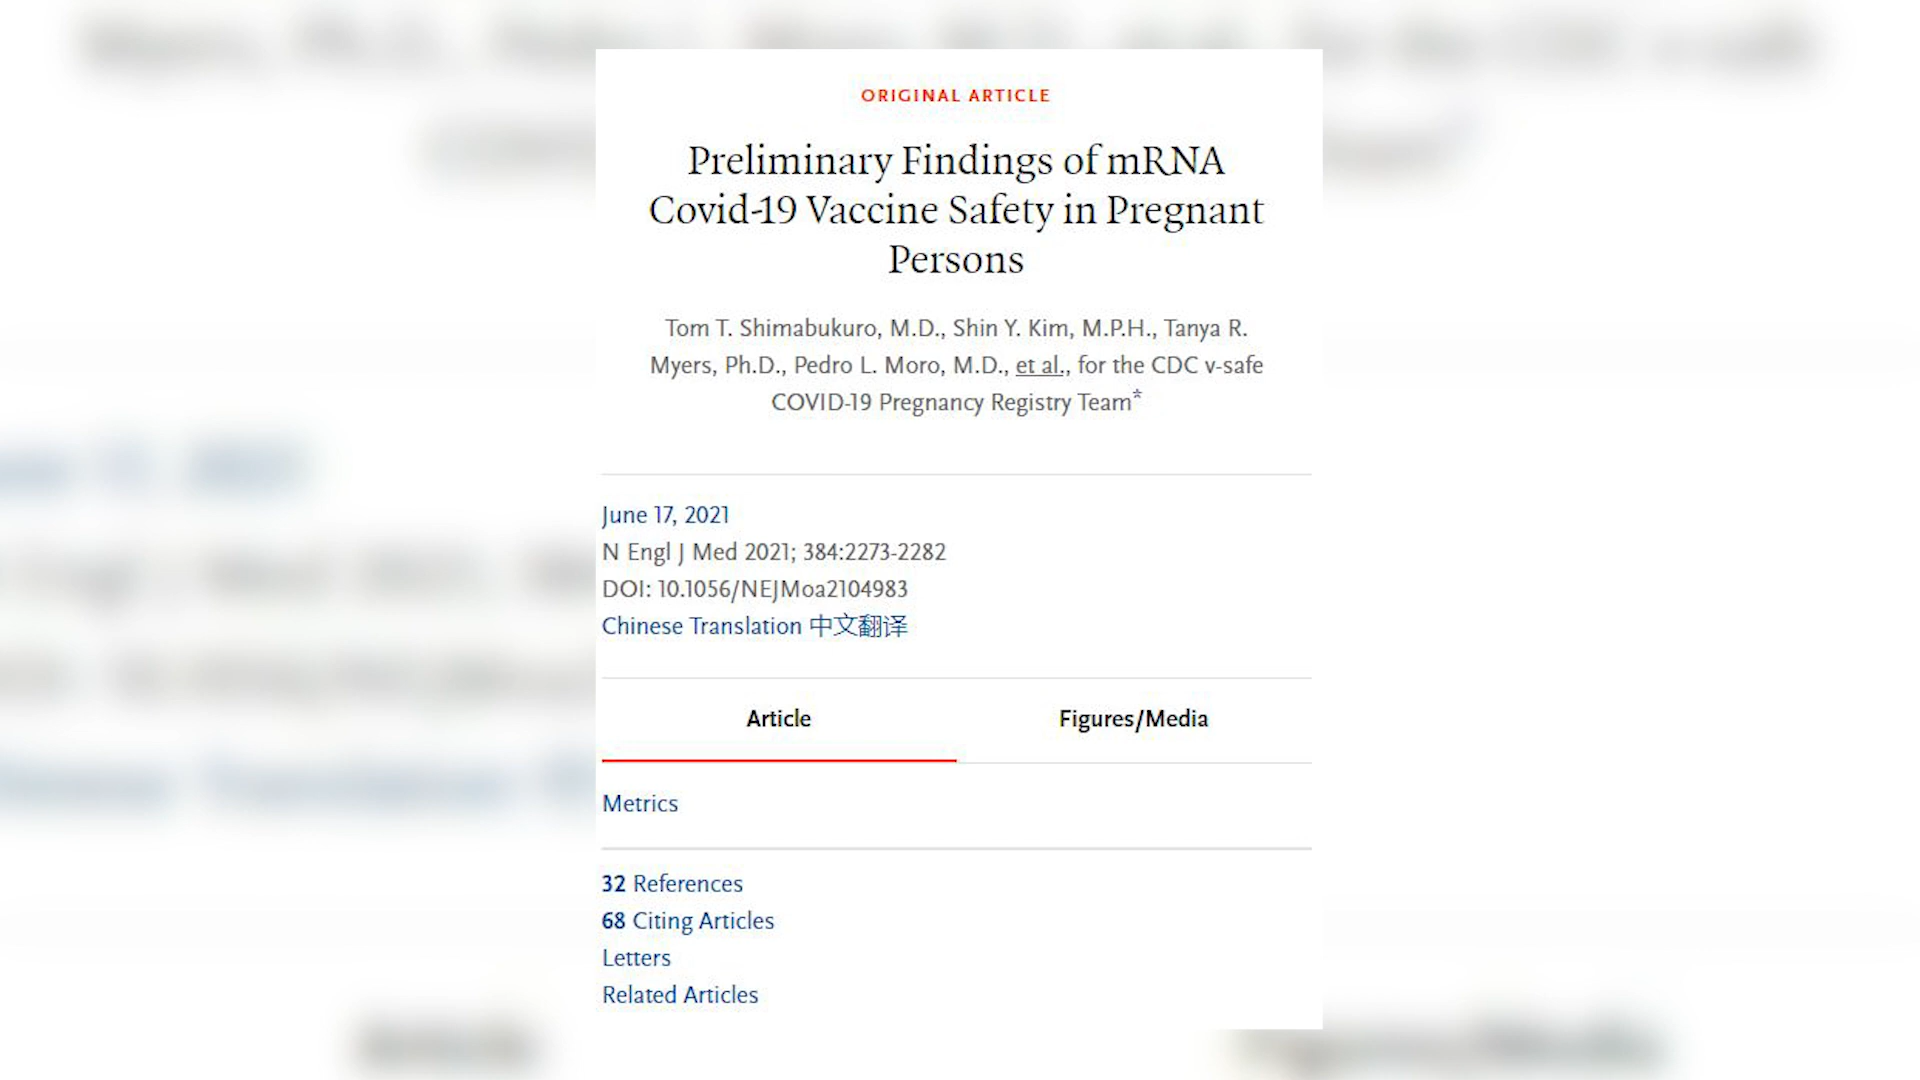 ORIGINAL ARTICLE
Preliminary Findings of mRNA
Covid-19 Vaccine Safety in Pregnant
Persons
Tom T. Shimabukuro, M.D., Shin Y. Kim, M.P.H., Tanya R.
Myers, Ph.D., Pedro L. Moro, M.D., et al., for the CDC v-safe
COVID-19 Pregnancy Registry Team*
June 17, 2021
N Engl J Med 2021; 384:2273-2282
DOI: 10.1056/NEJMoa2104983
Chinese Translation 中文翻译
Article Figures/Media
Metrics
32 References
68 Citing Articles
Letters
Related Articles